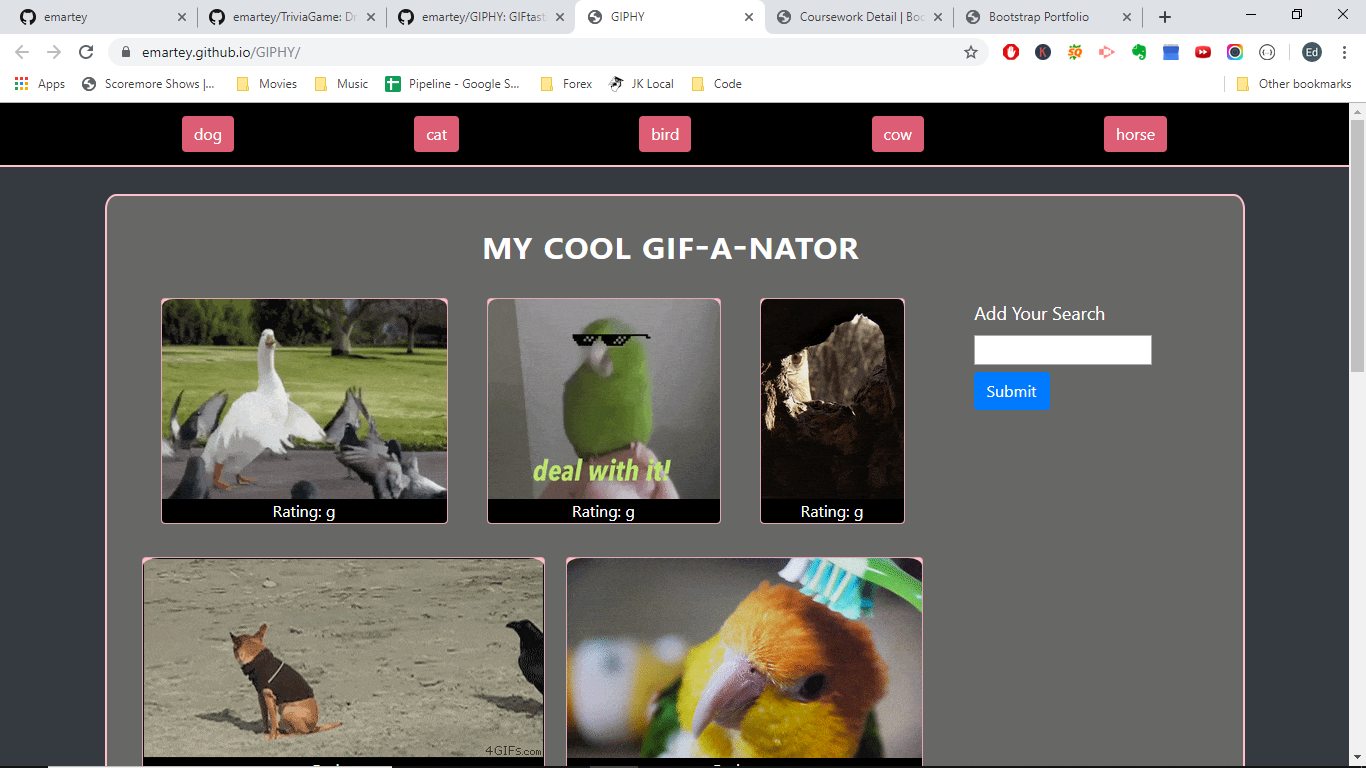 emartey
emartey/TriviaGame: Dr
emartey/GIPHY: GIFtast
GIPHY
Coursework Detail | Boo
Bootstrap Portfolio
emartey.github.io/GIPHY/
K
SQ
Ed
Apps
Scoremore Shows |...
Movies
Music
Pipeline - Google S...
Forex
JK Local
Code
Other bookmarks
dog
cat
bird
cow
horse
MY COOL GIF-A-NATOR
deal with it!
Rating: g
Rating: g
Rating: g
Add Your Search
Submit
4GIFs.com